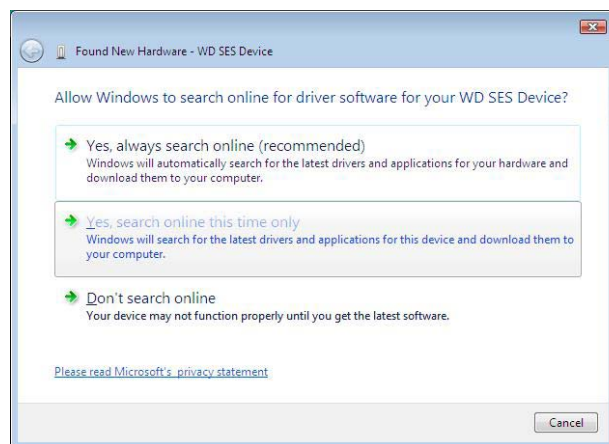 Found New Hardware - WD SES Device
Allow Windows to search online for driver software for your WD SES Device?
Yes, always search online (recommended)
Windows will automatically search for the latest drivers and applications for your hardware and
download them to your computer.
Yes, search online this time only
Windows will search for the latest drivers and applications for this device and download them to
your computer.
Don't search online
Your device may not function properly until you get the latest software.
Please read Microsoft's privacy statement
Cancel